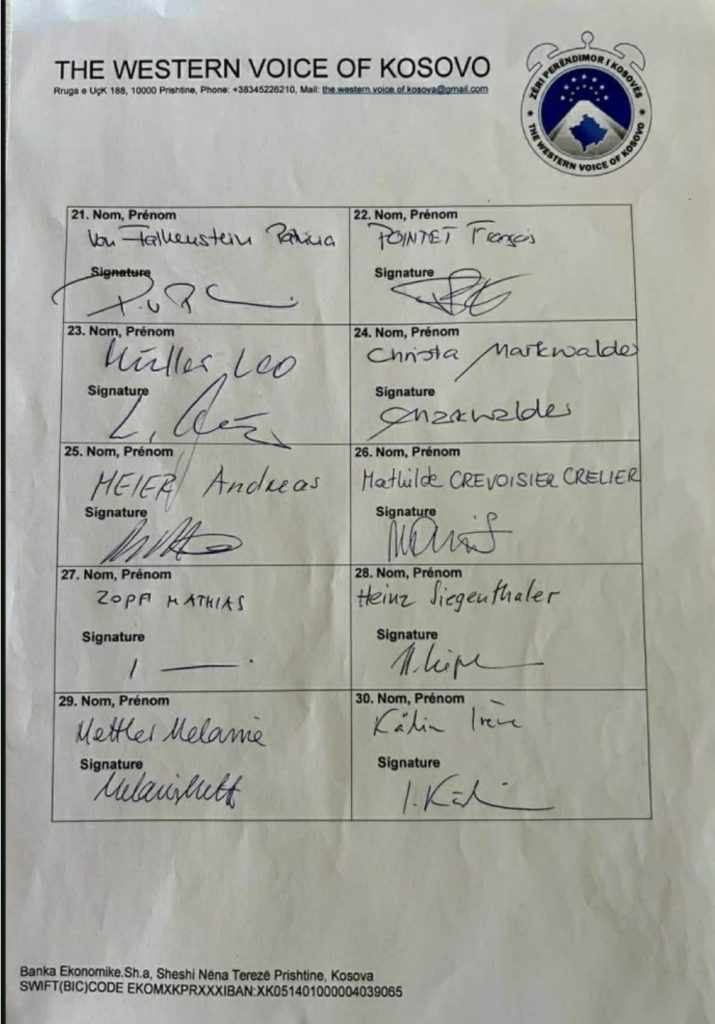 THE WESTERN VOICE OF KOSOVO
Rruga e UçK 188, 10000 Prishtine, Phone: +38345226210, Mail: the.western.voice.of.kosova@gmail.com
ZËRI PERËNDIMOR I KOSOVËS
THE WESTERN VOICE OF KOSOVO
21. Nom, Prénom
Von Falkenstein Patricia
Signature
22. Nom, Prénom
POINTET François
Signature
23. Nom, Prénom
Müller Leo
Signature
24. Nom, Prénom
Christa Markwalder
Signature
CMarkwalder
25. Nom, Prénom
MEIER Andreas
Signature
26. Nom, Prénom
Mathilde CREVOISIER CRELIER
Signature
27. Nom, Prénom
ZOPFI MATHIAS
Signature
28. Nom, Prénom
Heinz Siegenthaler
Signature
29. Nom, Prénom
Mettler Melanie
Signature
30. Nom, Prénom
Kälin Irène
Signature
I. Käl
Banka Ekonomike.Sh.a, Sheshi Nëna Terezë Prishtine, Kosova
SWIFT(BIC)CODE EKOMXKPRXXXIBAN:XK051401000004039065